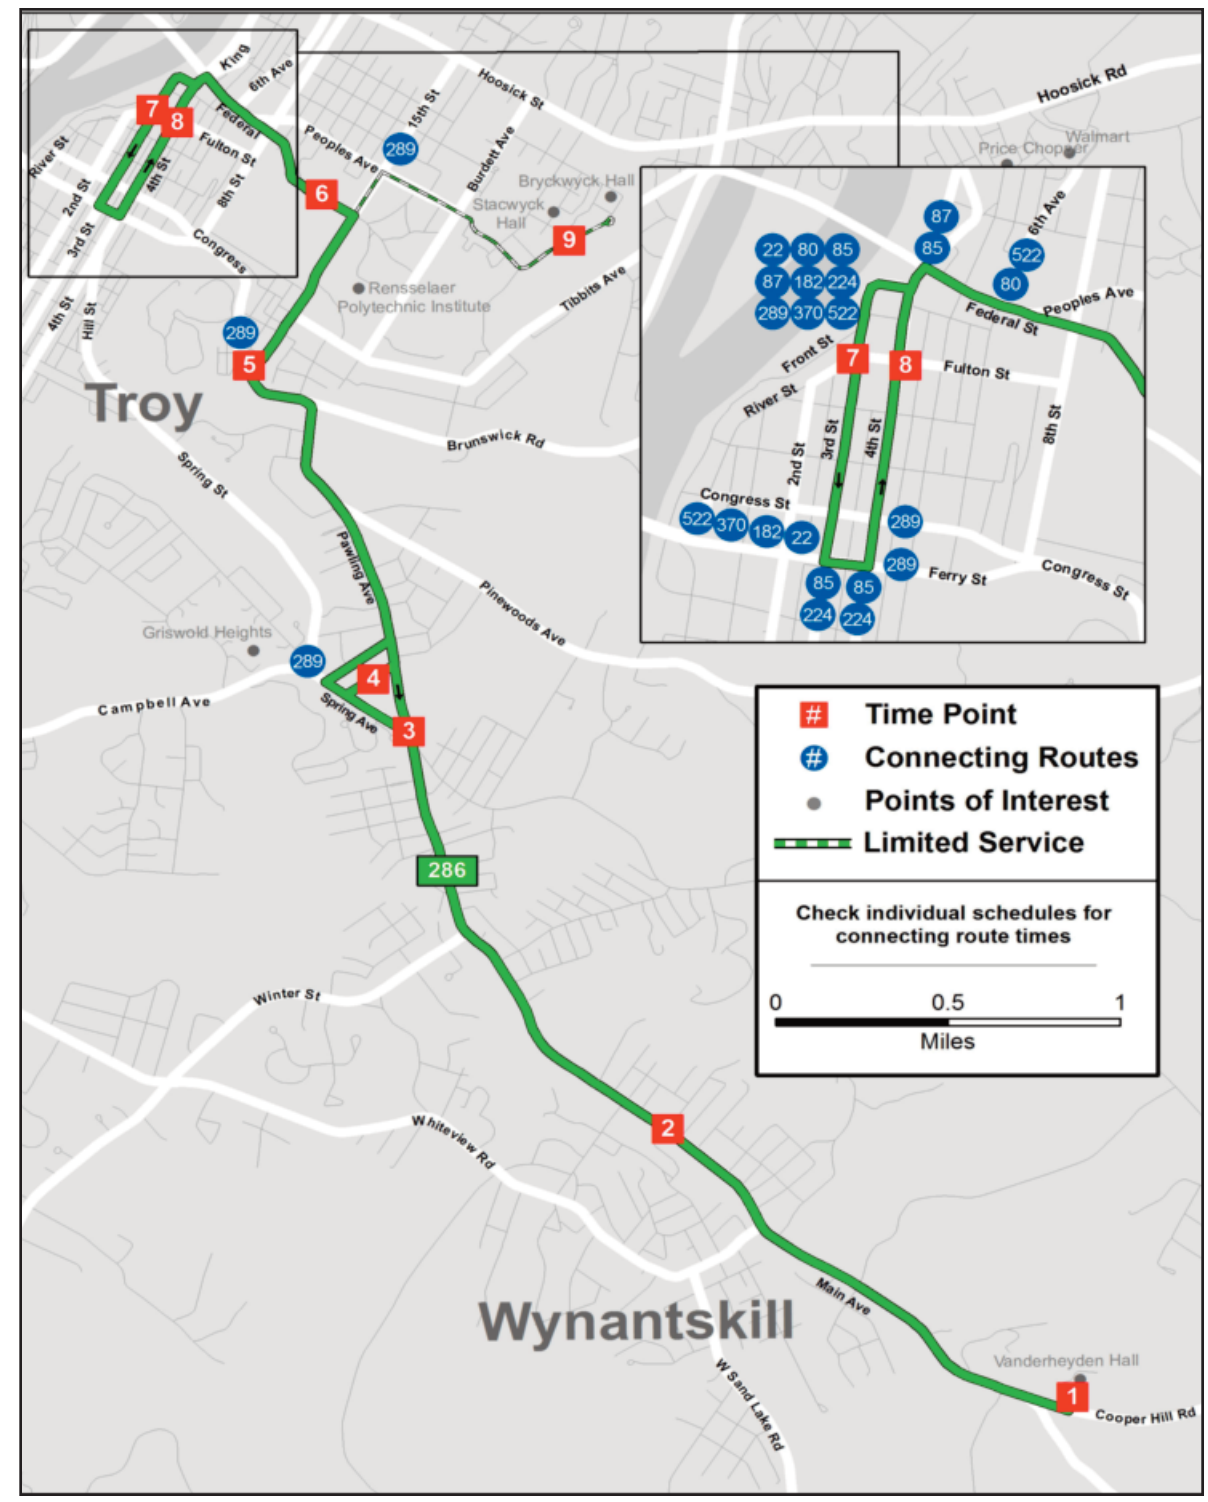 King
6th Ave
Hoosick St
Hoosick Rd
15th St
7
8
Federal
Fulton St
Peoples Ave
289
Burdett Ave
Walmart
Price Chopper
River St
4th St
2nd St
8th St
6
Bryckwyck Hall
Stacwyck
Hall
9
3rd St
Congress
Rensselaer
Polytechnic Institute
Tibbits Ave
4th St
Hill St
289
5
Troy
Brunswick Rd
Spring St
Pawling Ave
Pinewoods Ave
Griswold Heights
289
4
Campbell Ave
Spring Ave
3
87
85
6th Ave
22 80 85
87 182 224
289 370 522
522
80
Peoples Ave
Federal St
Front St
7
8
Fulton St
River St
8th St
2nd St
3rd St
4th St
Congress St
522 370 182 22
289
289
Ferry St
Congress St
85 85
224 224
# Time Point
# Connecting Routes
Points of Interest
Limited Service
Check individual schedules for
connecting route times
0 0.5 1
Miles
286
Winter St
Whiteview Rd
2
Wynantskill
Main Ave
W Sand Lake Rd
Vanderheyden Hall
1
Cooper Hill Rd